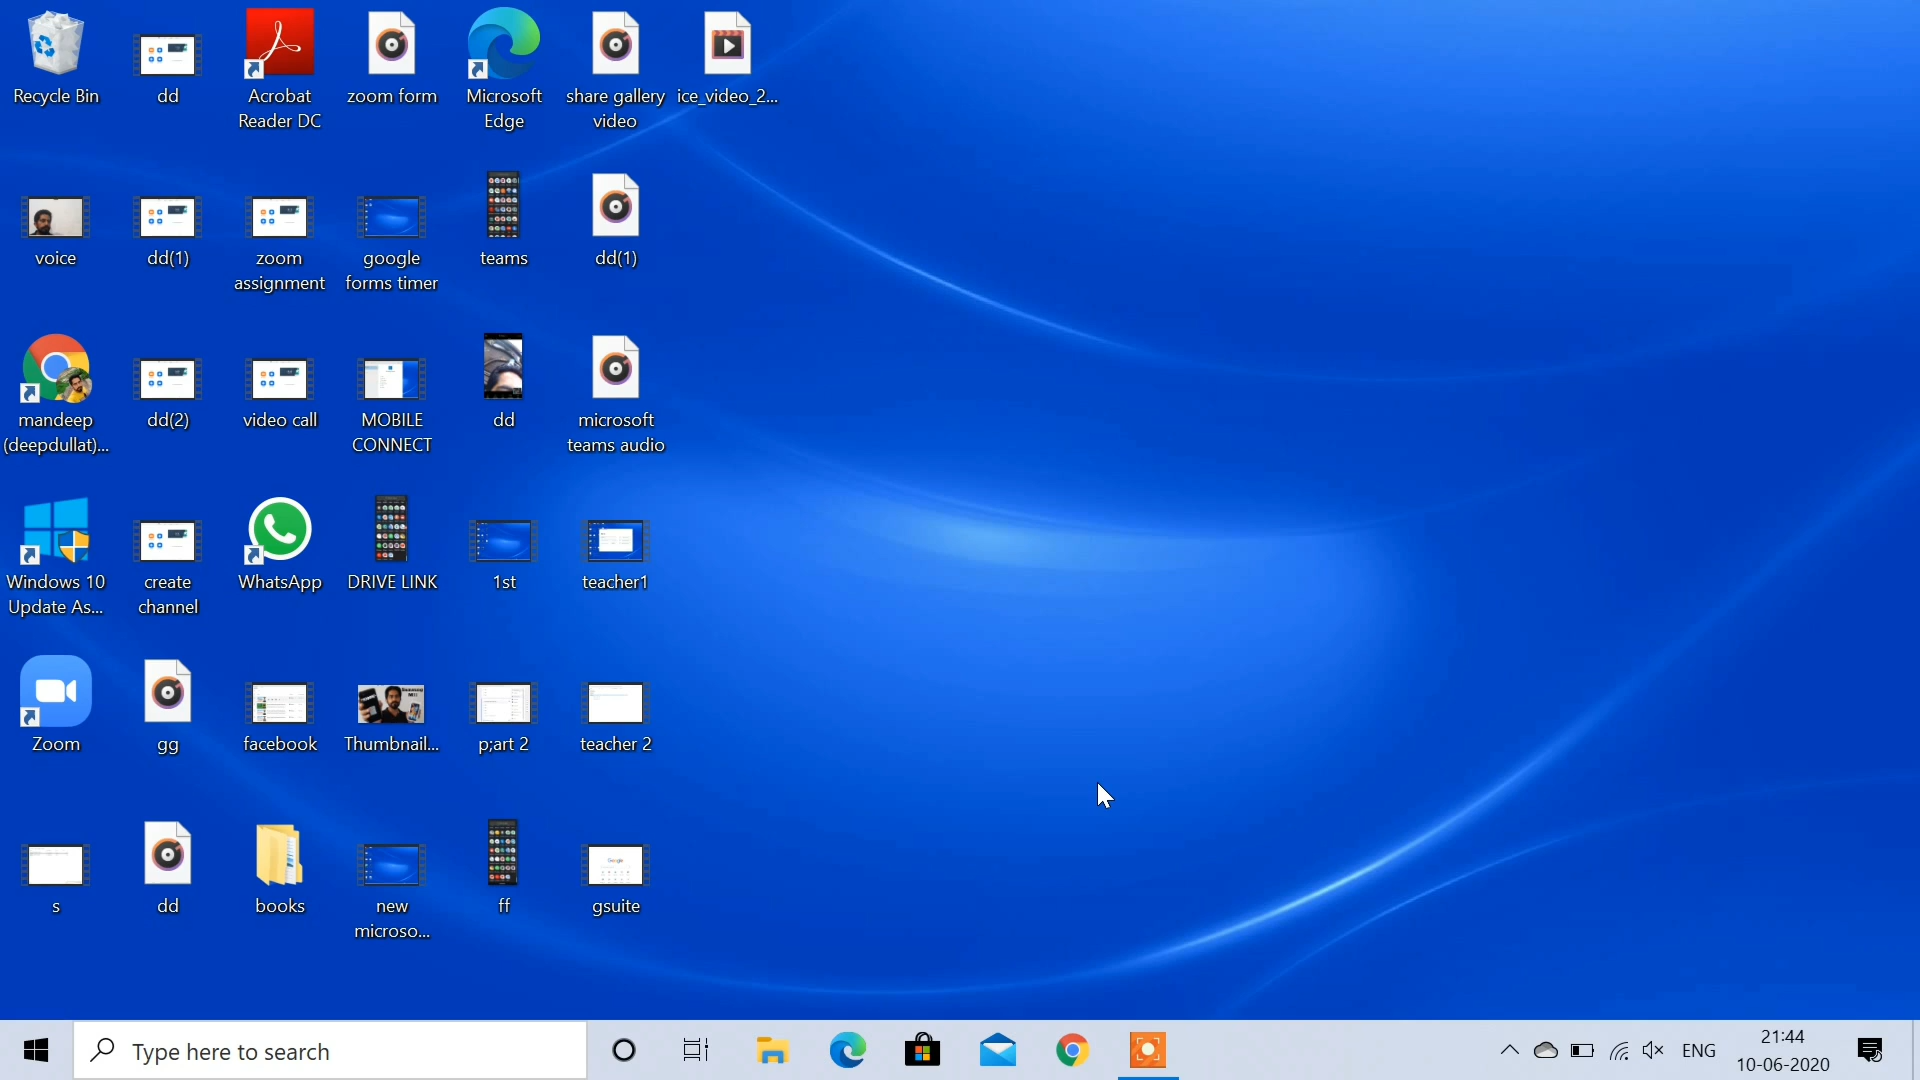 Recycle Bin
dd
Acrobat
Reader DC
zoom form
Microsoft
Edge
share gallery
video
ice_video_2...
voice
dd(1)
zoom
assignment
google
forms timer
teams
dd(1)
mandeep
(deepdullat)...
dd(2)
video call
MOBILE
CONNECT
dd
microsoft
teams audio
Windows 10
Update As...
create
channel
WhatsApp
DRIVE LINK
1st
teacher1
Zoom
gg
facebook
Thumbnail...
p;art 2
teacher 2
s
dd
books
new
microso...
ff
gsuite
Type here to search
ENG
21:44
10-06-2020